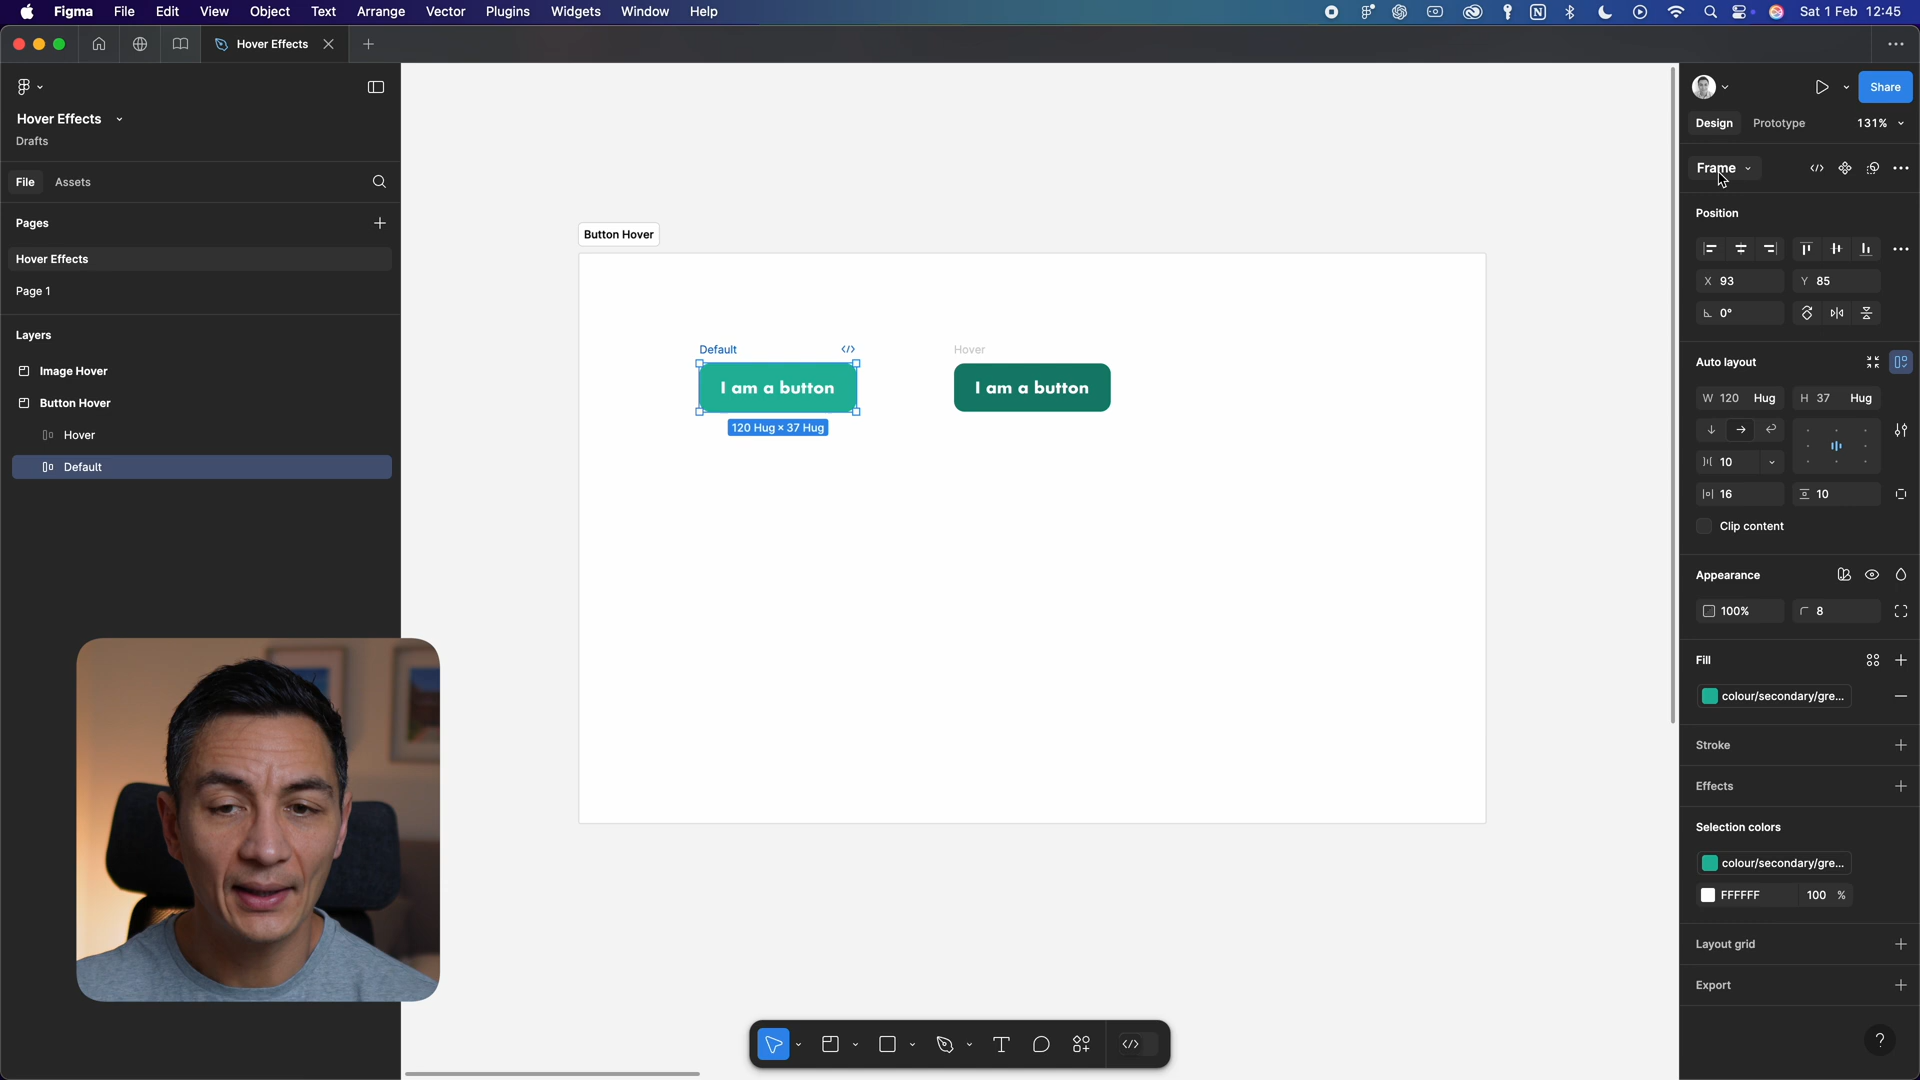 Figma File Edit View Object Text Arrange Vector Plugins Widgets Window Help Sat 1 Feb 12:45
Hover Effects
Share
Hover Effects
Drafts
Design Prototype 131%
Frame
File Assets
Position
Pages
Button Hover
Hover Effects
X 93 Y 85
Page 1
0°
Layers
Default
Hover
Auto layout
Image Hover
I am a button
I am a button
W 120 Hug H 37 Hug
Button Hover
120 Hug × 37 Hug
Hover
10
Default
16 10
Clip content
Appearance
100% 8
Fill
colour/secondary/gre...
Stroke
Effects
Selection colors
colour/secondary/gre...
FFFFFF 100 %
Layout grid
Export
?